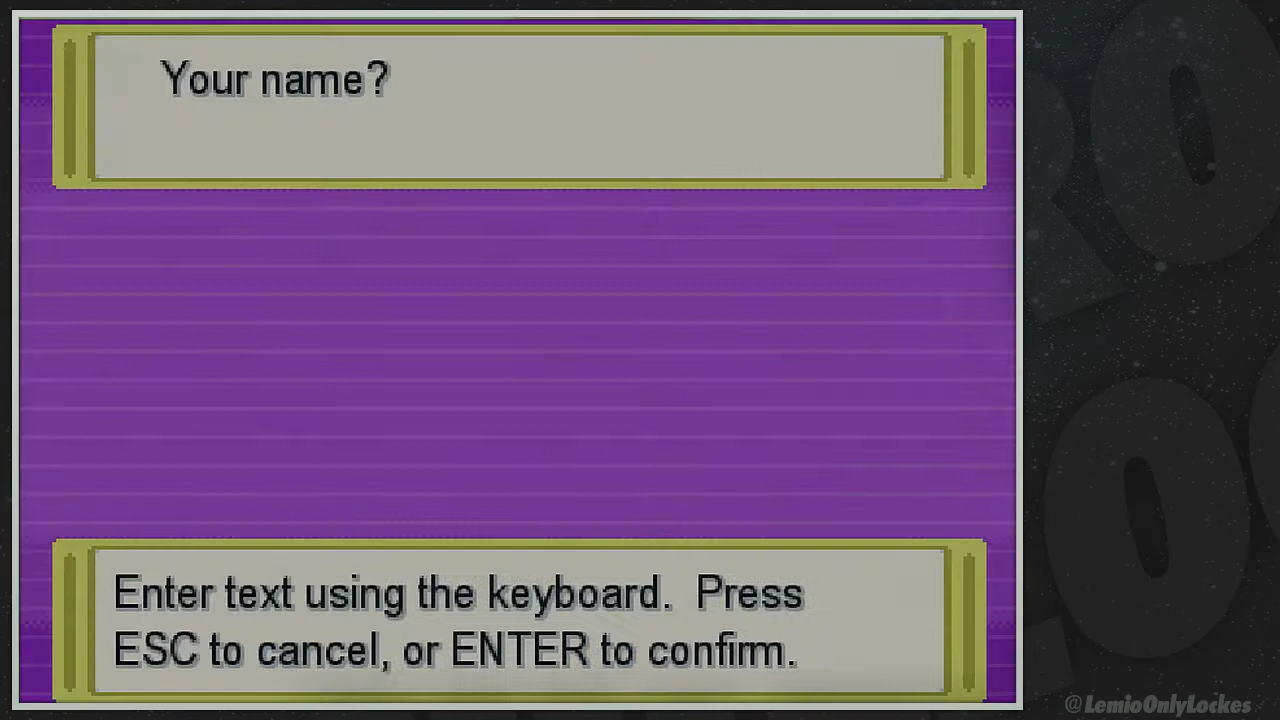 Your name?
Enter text using the keyboard.  Press
ESC to cancel, or ENTER to confirm.
@LemioOnlyLockes